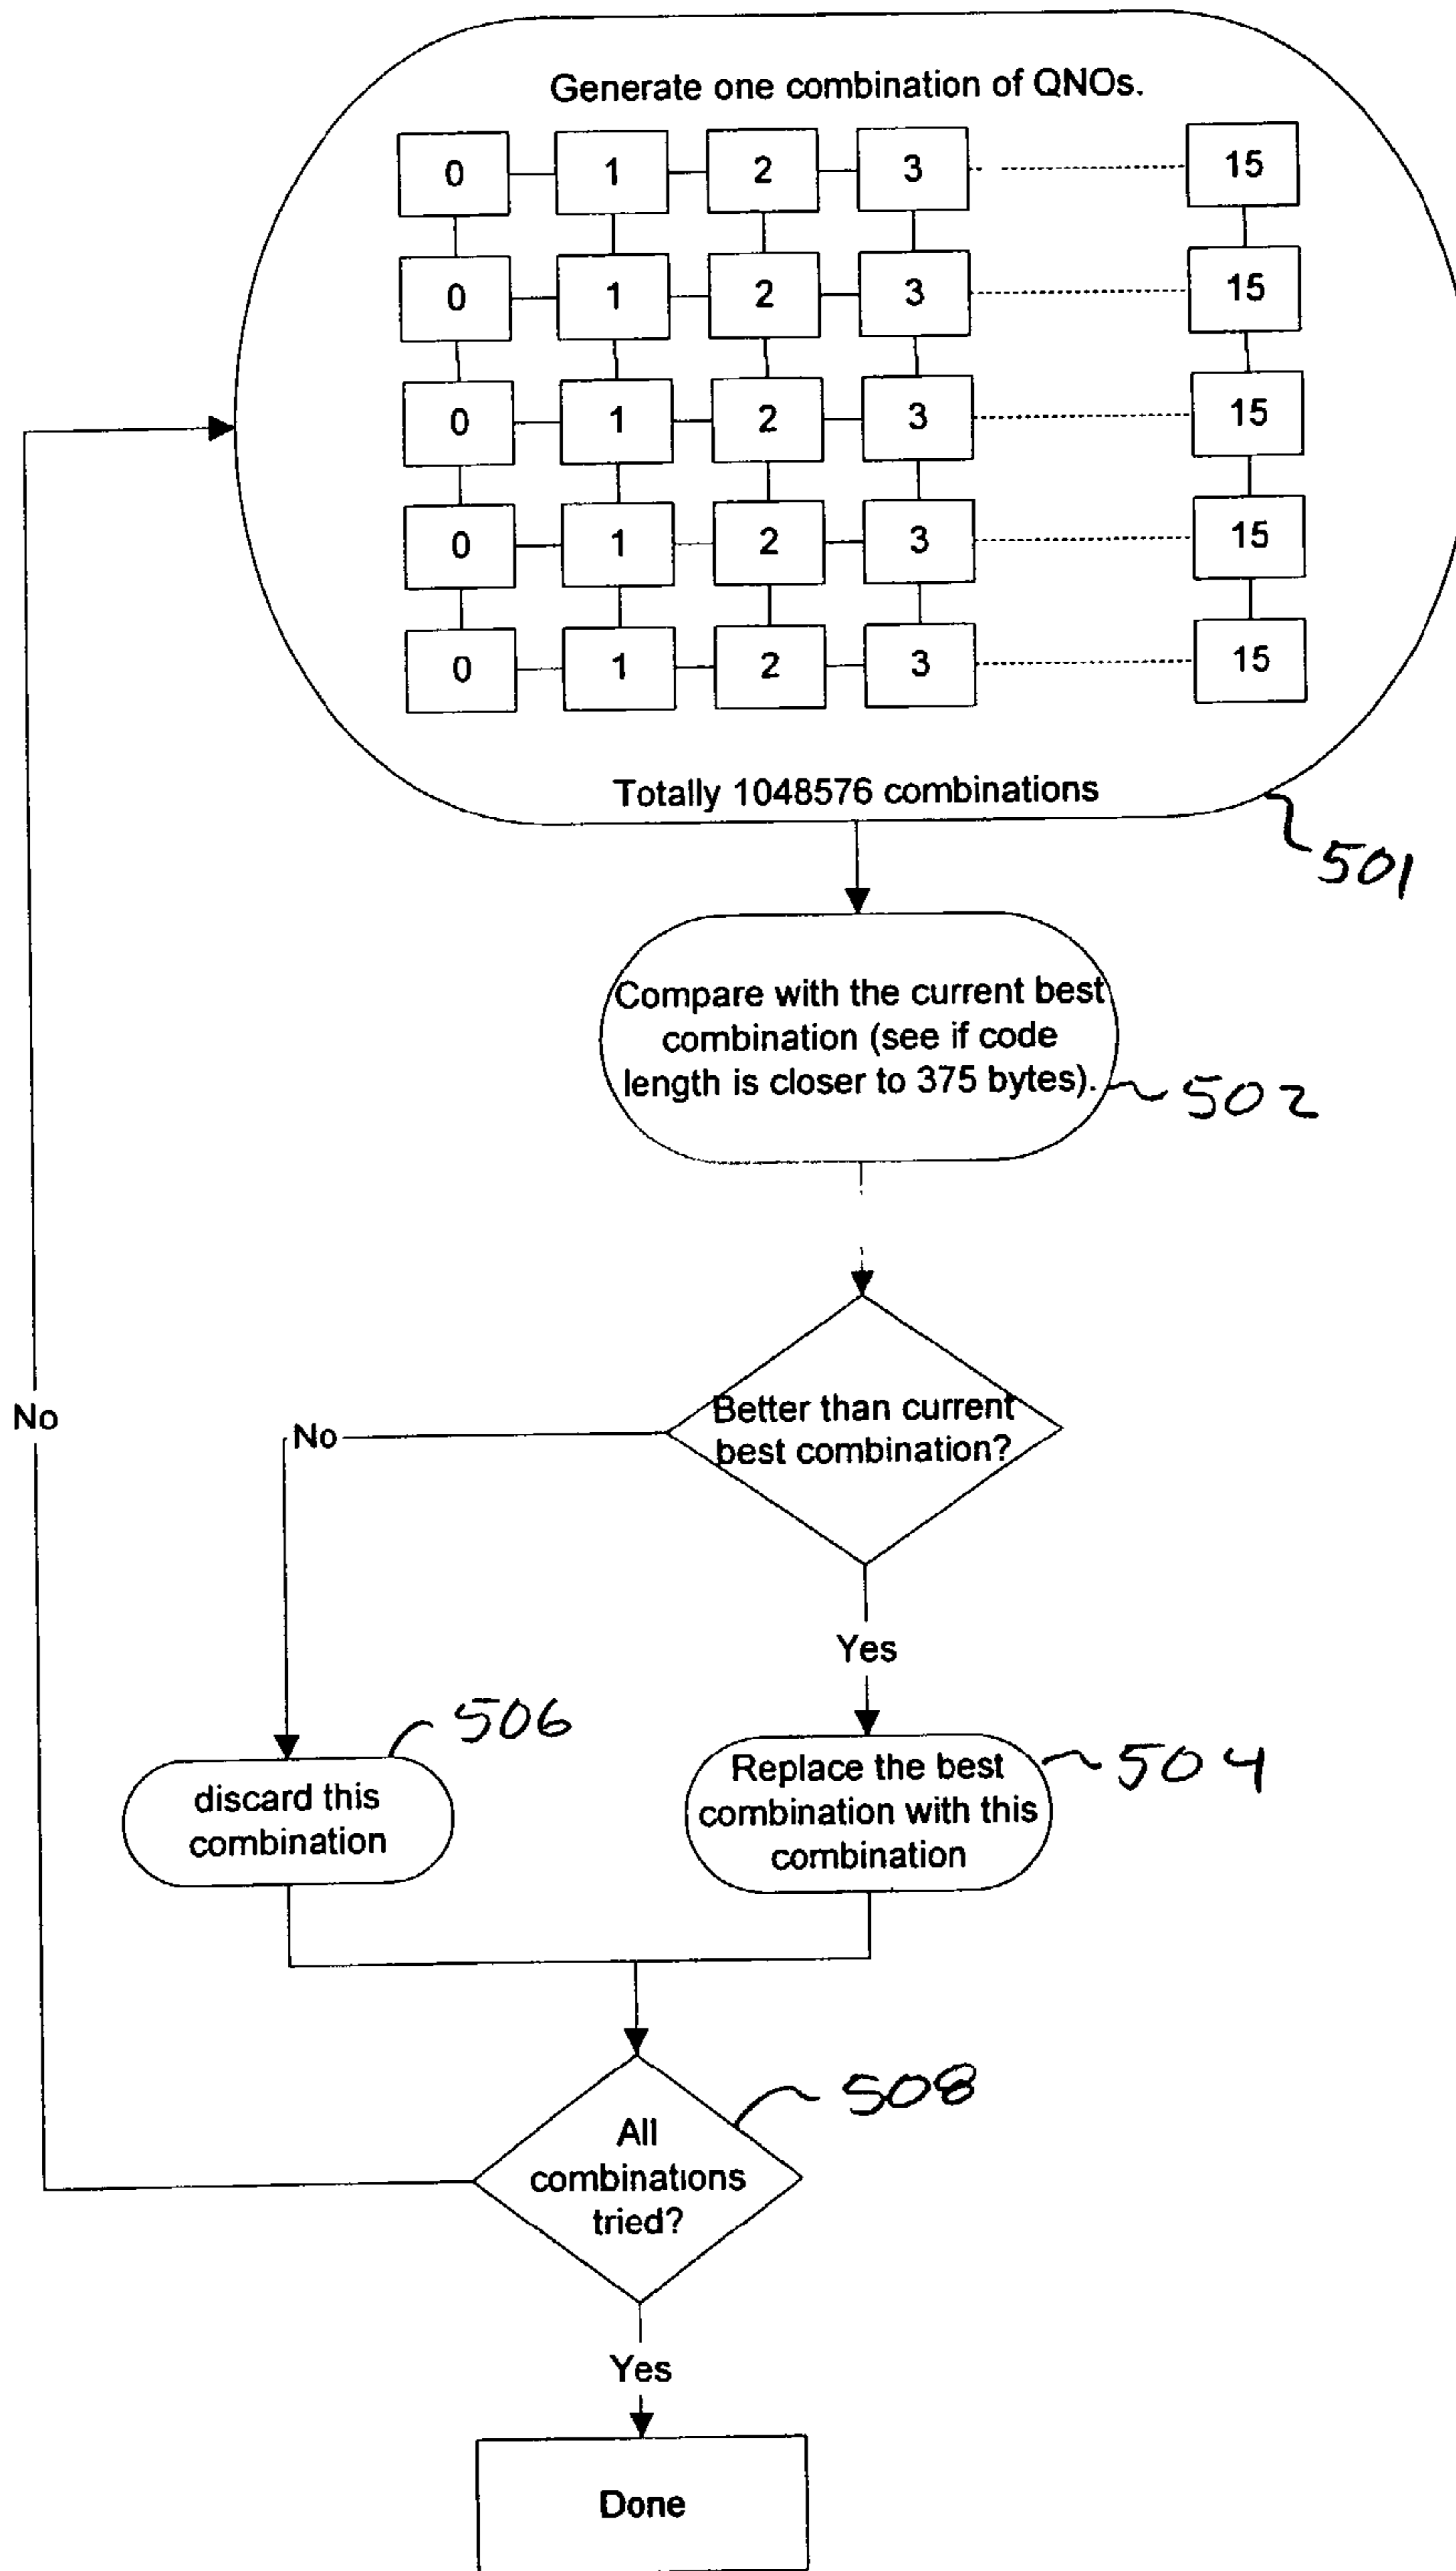 Generate one combination of QNOs.
0 1 2 3 15
0 1 2 3 15
0 1 2 3 15
0 1 2 3 15
0 1 2 3 15
Totally 1048576 combinations
501
Compare with the current best
combination (see if code
length is closer to 375 bytes).
502
Better than current
best combination?
No
No
Yes
506
504
discard this
combination
Replace the best
combination with this
combination
508
All
combinations
tried?
Yes
Done